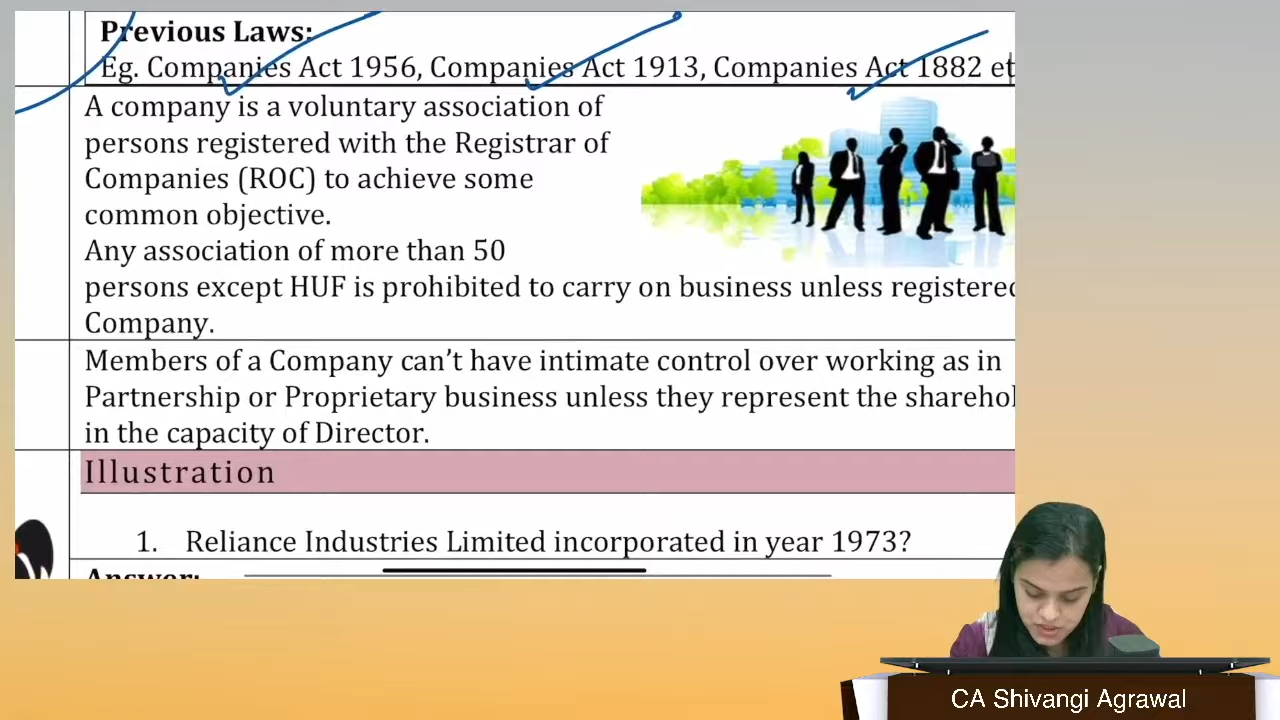 Previous Laws:
Eg. Companies Act 1956, Companies Act 1913, Companies Act 1882 et
A company is a voluntary association of
persons registered with the Registrar of
Companies (ROC) to achieve some
common objective.
Any association of more than 50
persons except HUF is prohibited to carry on business unless registered
Company.
Members of a Company can't have intimate control over working as in
Partnership or Proprietary business unless they represent the sharehol
in the capacity of Director.
Illustration
1. Reliance Industries Limited incorporated in year 1973?
Answer:
CA Shivangi Agrawal